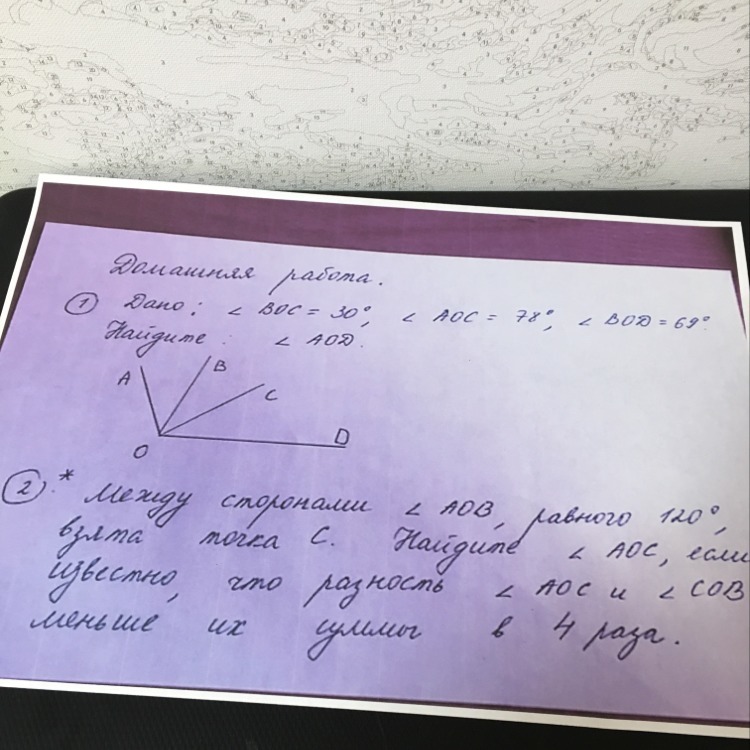 Домашняя работа.
① Дано: ∠ BOC = 30°, ∠ AOC = 78°, ∠ BOD = 69°.
Найдите: ∠ AOD.
A
B
C
O
D
②.* Между сторонами ∠ AOB, равного 120°,
взята точка C. Найдите ∠ AOC, если
известно, что разность ∠ AOC и ∠ COB
меньше их суммы в 4 раза.